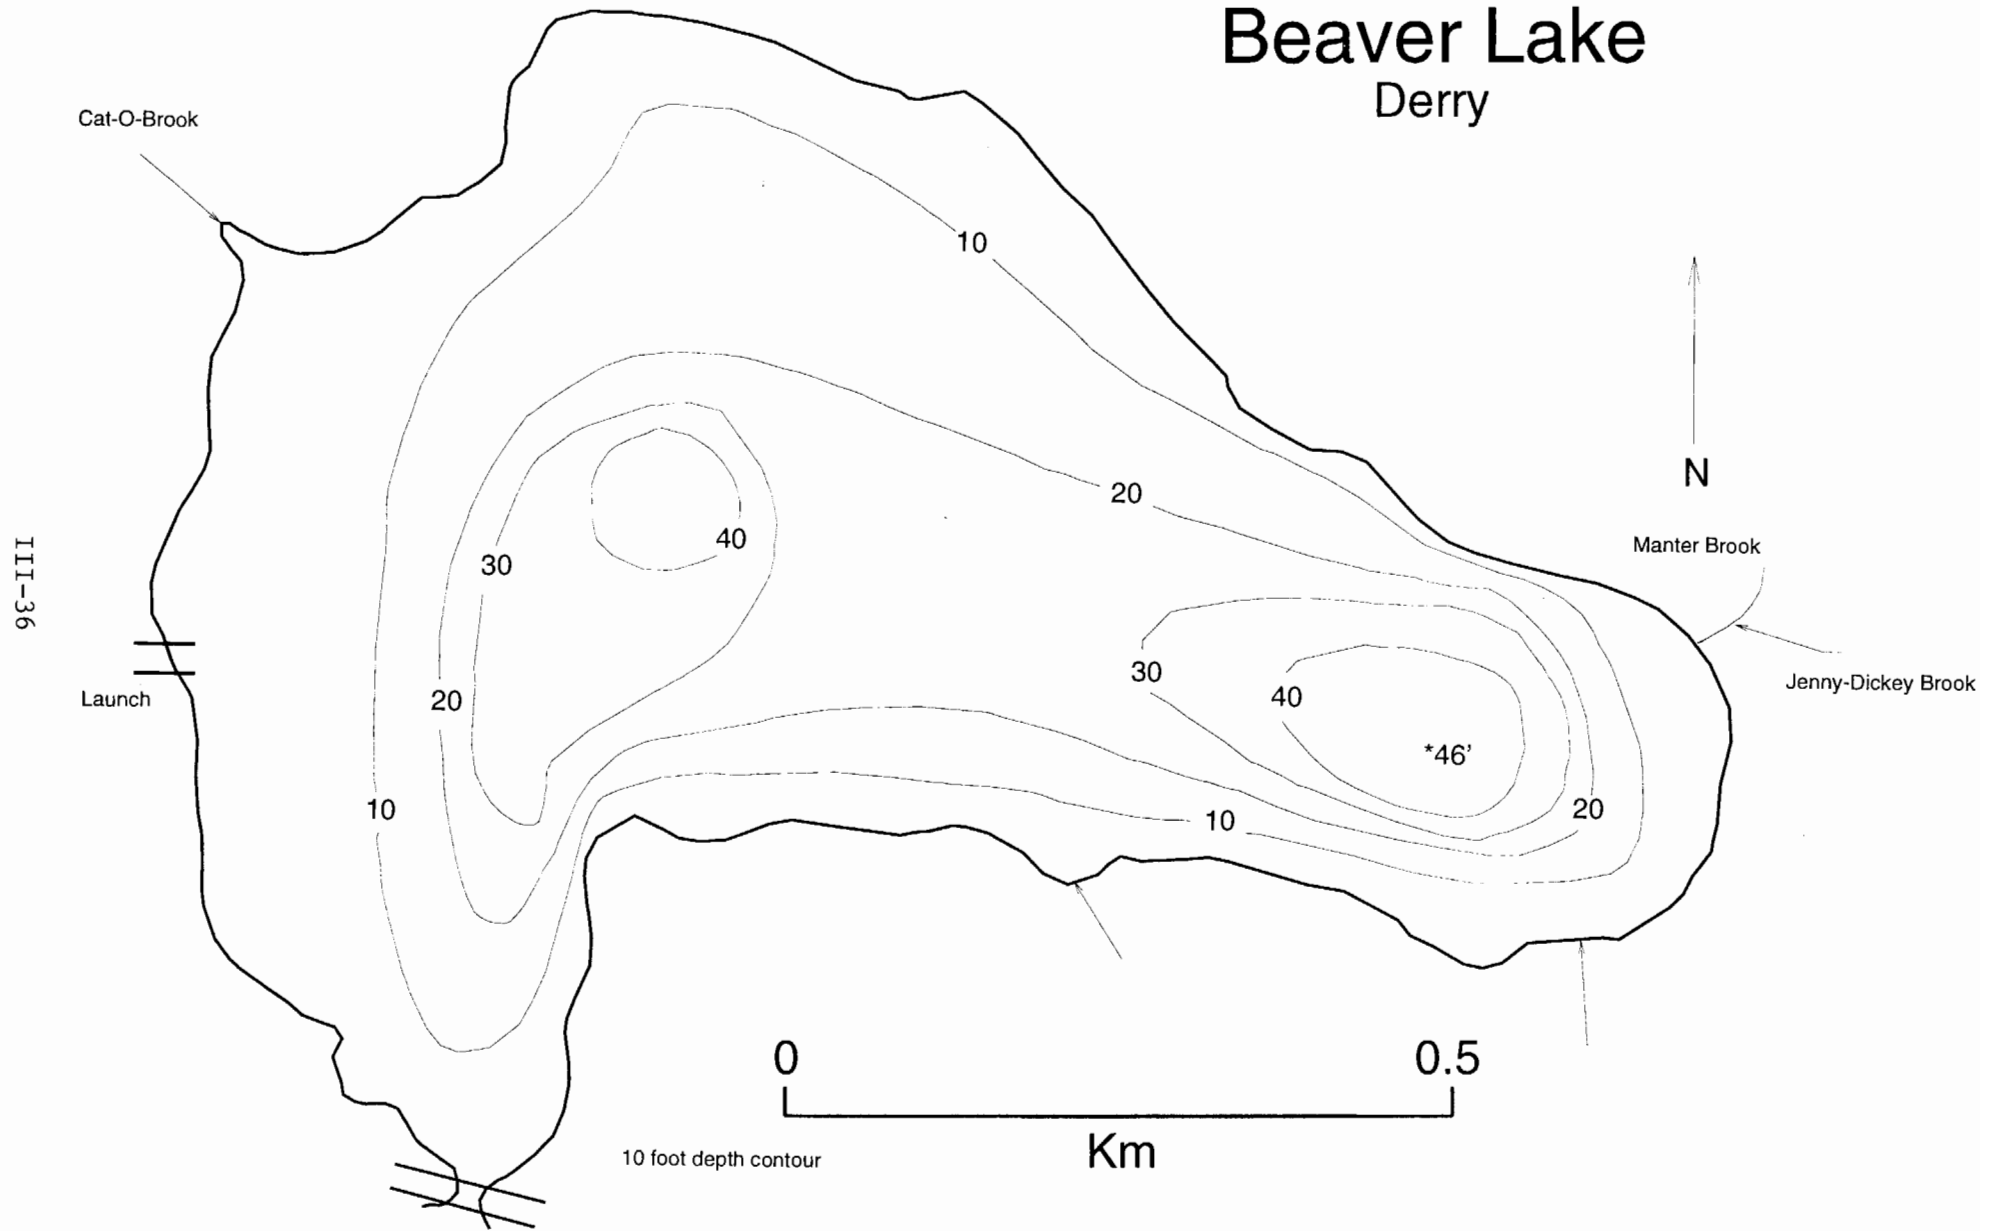 Beaver Lake
Derry
Cat-O-Brook
10
N
20
40
30
Manter Brook
30
Jenny-Dickey Brook
40
20
Launch
*46'
20
10
10
III-36
0
0.5
Km
10 foot depth contour